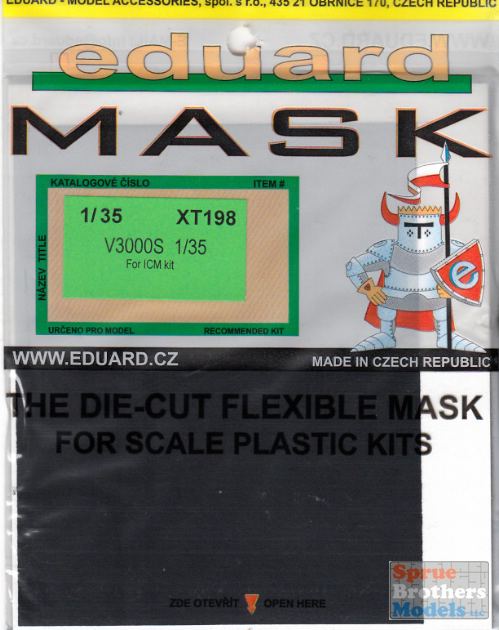 EDUARD - MODEL ACCESSORIES, spol. s r.o., 435 21 OBRNICE 170, CZECH REPUBLIC
eduard
MASK
KATALOGOVÉ ČÍSLO ITEM #
1/35 XT198
V3000S 1/35
For ICM kit
NÁZEV TITLE
URČENO PRO MODEL RECOMMENDED KIT
e
WWW.EDUARD.CZ MADE IN CZECH REPUBLIC
THE DIE-CUT FLEXIBLE MASK
FOR SCALE PLASTIC KITS
ZDE OTEVŘÍT OPEN HERE
Sprue
Brothers
Models LLC